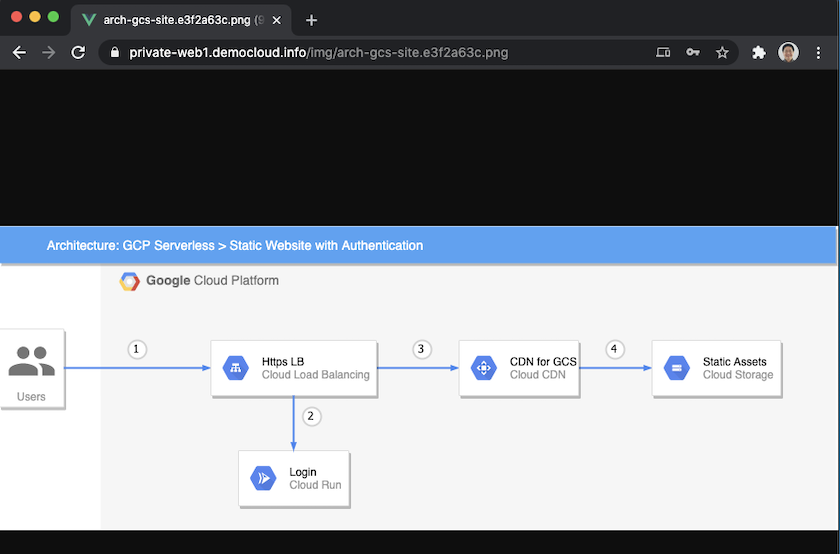 arch-gcs-site.e3f2a63c.png (9
private-web1.democloud.info/img/arch-gcs-site.e3f2a63c.png
Architecture: GCP Serverless > Static Website with Authentication
Google Cloud Platform
1
3
4
Users
Https LB
Cloud Load Balancing
CDN for GCS
Cloud CDN
Static Assets
Cloud Storage
2
Login
Cloud Run